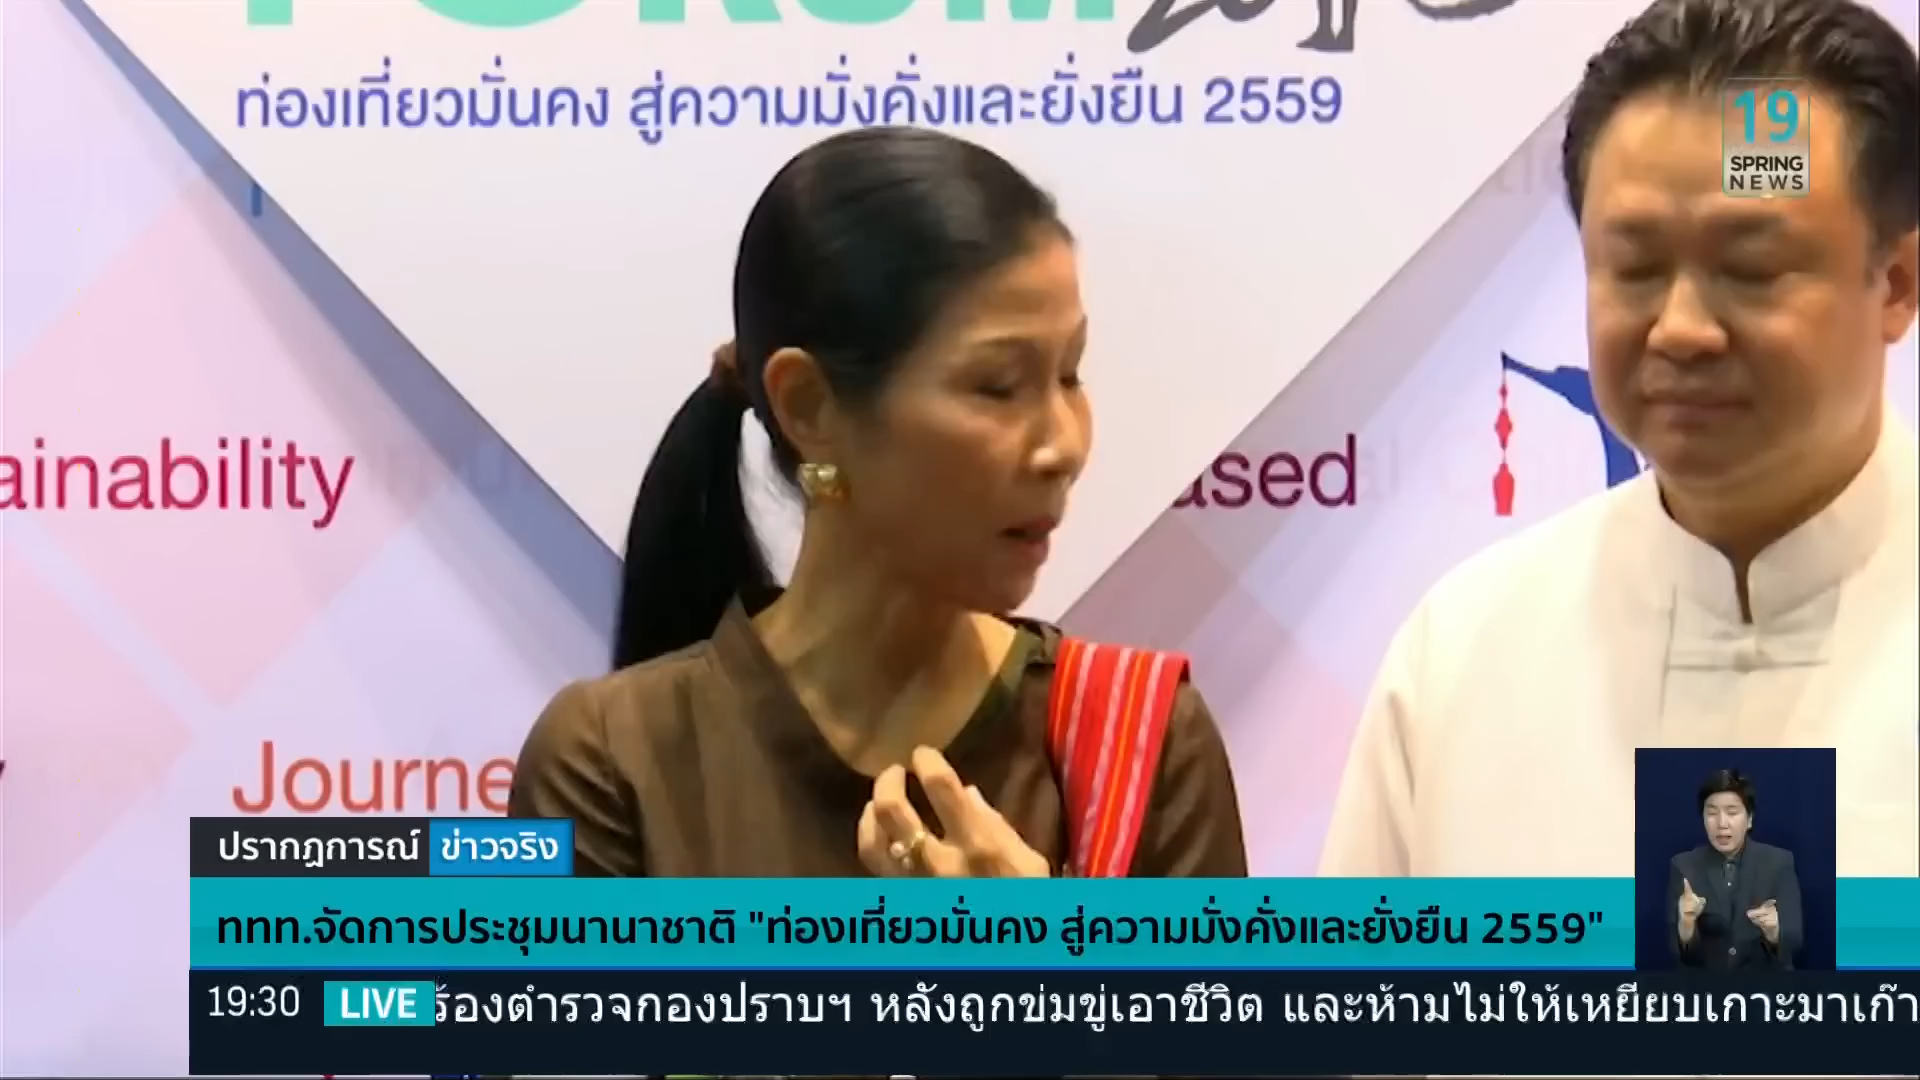 FORUM 2016
ท่องเที่ยวมั่นคง สู่ความมั่งคั่งและยั่งยืน 2559
19
SPRING
NEWS
ainability
ased
Journe
ปรากฏการณ์ ข่าวจริง
ททท.จัดการประชุมนานาชาติ "ท่องเที่ยวมั่นคง สู่ความมั่งคั่งและยั่งยืน 2559"
19:30 LIVE ร้องตำรวจกองปราบฯ หลังถูกข่มขู่เอาชีวิต และห้ามไม่ให้เหยียบเกาะมาเก๊า